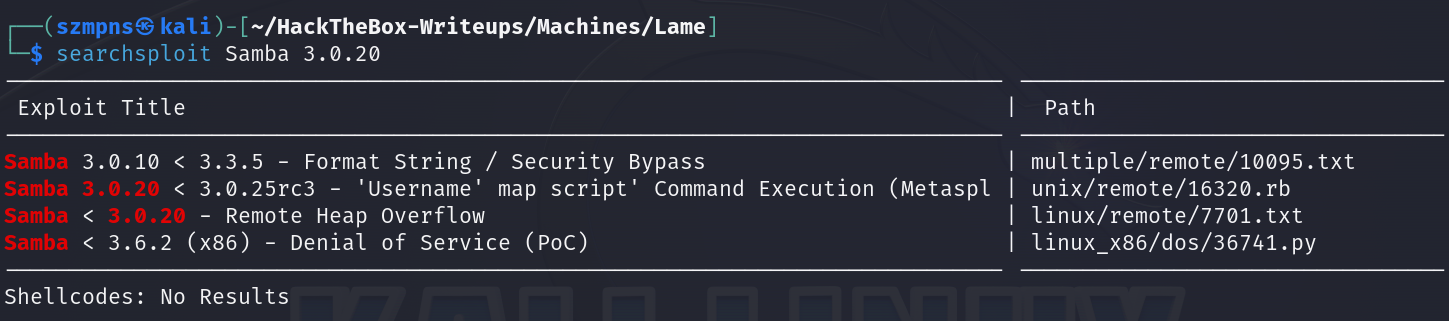 ┌──(szmpns㉿kali)-[~/HackTheBox-Writeups/Machines/Lame]
└─$ searchsploit Samba 3.0.20
Exploit Title | Path
Samba 3.0.10 < 3.3.5 - Format String / Security Bypass | multiple/remote/10095.txt
Samba 3.0.20 < 3.0.25rc3 - 'Username' map script' Command Execution (Metaspl | unix/remote/16320.rb
Samba < 3.0.20 - Remote Heap Overflow | linux/remote/7701.txt
Samba < 3.6.2 (x86) - Denial of Service (PoC) | linux_x86/dos/36741.py
Shellcodes: No Results